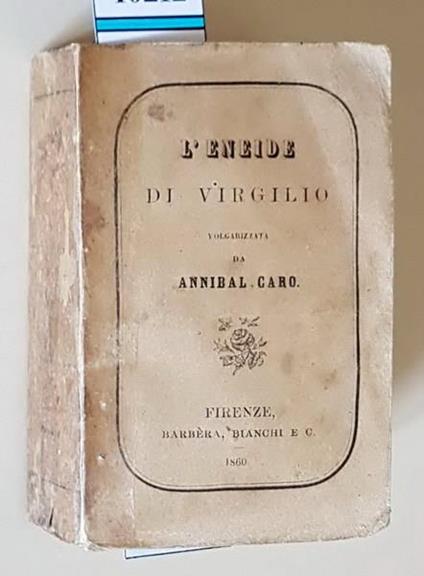 L'ENEIDE
DI VIRGILIO
VOLGARIZZATA
DA
ANNIBAL CARO.
FIRENZE,
BARBÈRA, BIANCHI E C.
1860